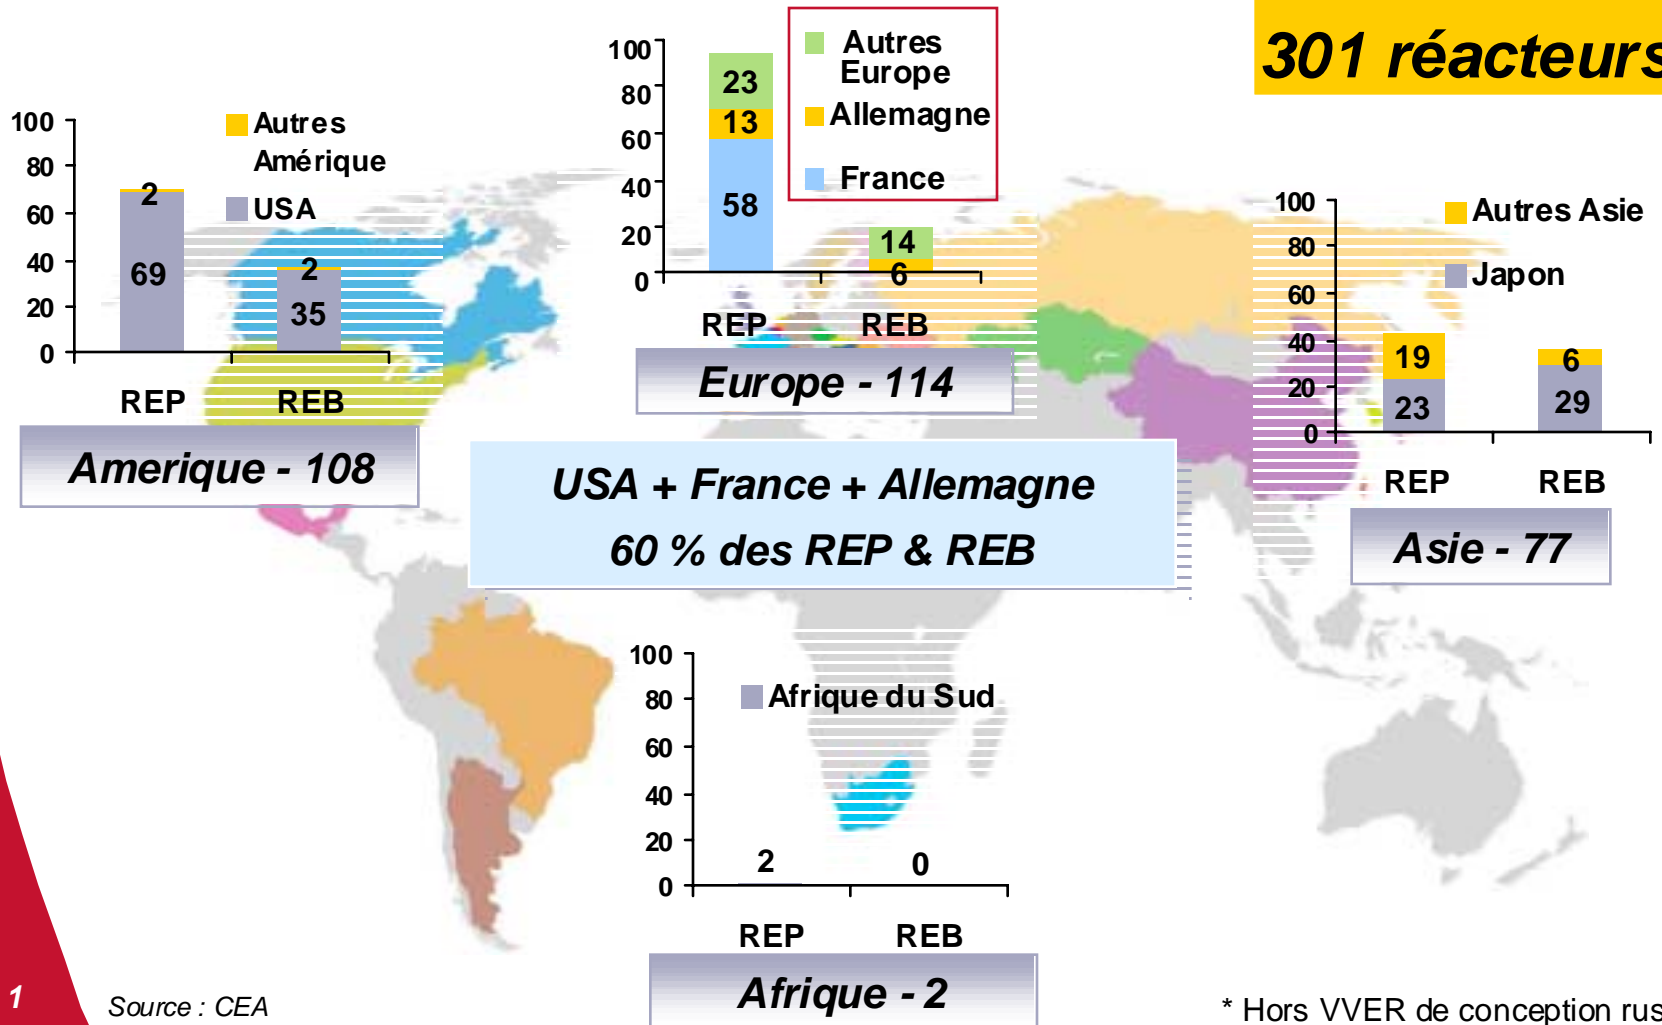 301 réacteurs
100
80
60
40
20
0
Autres
Amérique
USA
2
69
2
35
REP
REB
Amerique - 108
100
80
60
40
20
0
Autres
Europe
Allemagne
France
23
13
58
14
6
REP
REB
Europe - 114
100
80
60
40
20
0
Autres Asie
Japon
19
23
6
29
REP
REB
Asie - 77
USA + France + Allemagne
60 % des REP & REB
100
80
60
40
20
0
Afrique du Sud
2
0
REP
REB
Afrique - 2
1
Source : CEA
* Hors VVER de conception rus